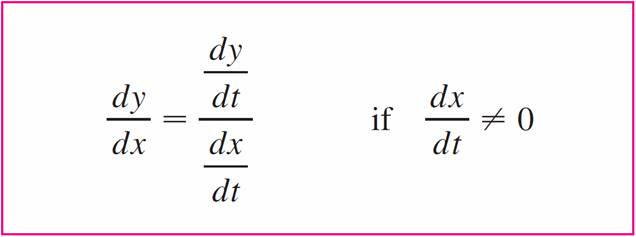 dy/dx = (dy/dt)/(dx/dt) if dx/dt ≠ 0